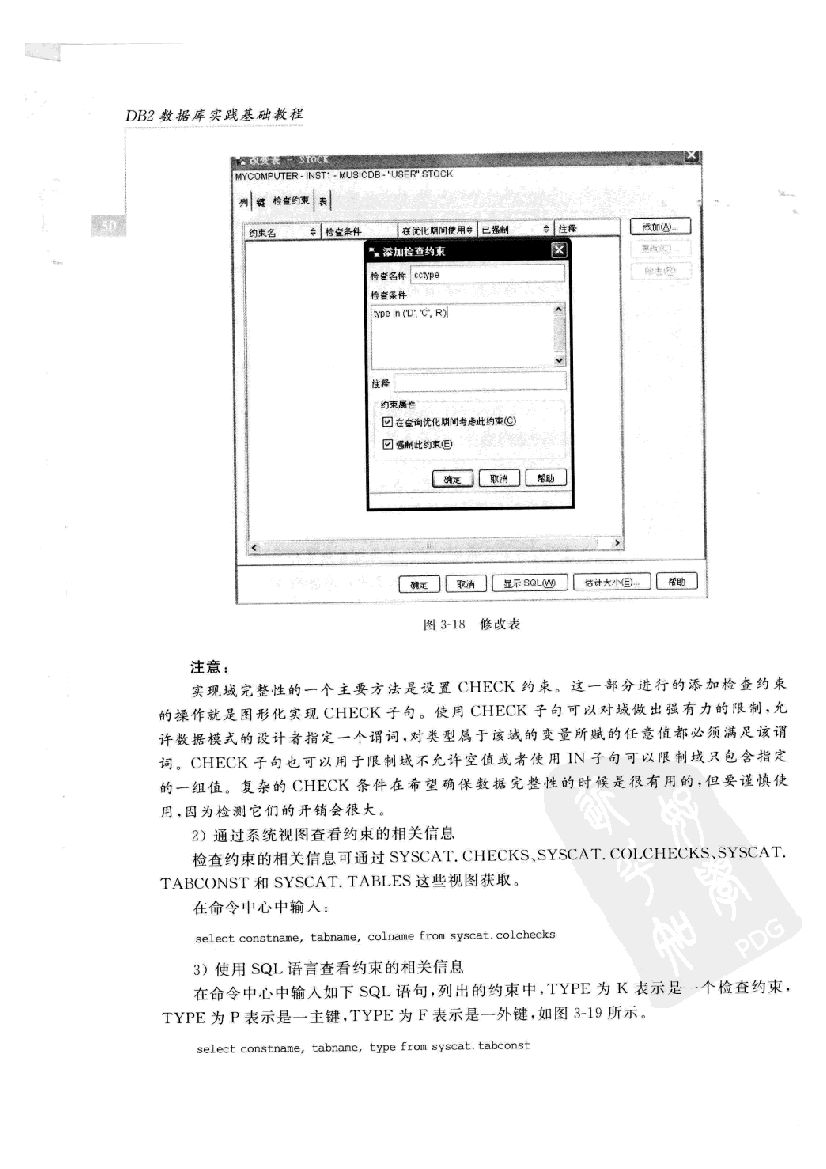 DB2 数据库实践基础教程
50
改变表 - STOCK
MYCOMPUTER - INST1 - MUSICDB - "USER".STOCK
列 键 检查约束 表
约束名 检查条件 在优化期间使用 已强制 注释
添加(A)...
更改(C)
除去(R)
添加检查约束
检查名称 cctype
检查条件
type in ('D', 'C', R)
注释
约束属性
在查询优化期间考虑此约束(C)
强制此约束(E)
确定 取消 帮助
确定 取消 显示 SQL(W) 估计大小(E)... 帮助
图 3-18 修改表
注意：
实现域完整性的一个主要方法是设置 CHECK 约束。这一部分进行的添加检查约束
的操作就是图形化实现 CHECK 子句。使用 CHECK 子句可以对域做出强有力的限制,允
许数据模式的设计者指定一个谓词,对类型属于该域的变量所赋的任意值都必须满足该谓
词。CHECK 子句也可以用于限制域不允许空值或者使用 IN 子句可以限制域只包含指定
的一组值。复杂的 CHECK 条件在希望确保数据完整性的时候是很有用的,但要谨慎使
用,因为检测它们的开销会很大。
2) 通过系统视图查看约束的相关信息
检查约束的相关信息可通过 SYSCAT. CHECKS、SYSCAT. COLCHECKS、SYSCAT.
TABCONST 和 SYSCAT. TABLES 这些视图获取。
在命令中心中输入：
select constname, tabname, colname from syscat.colchecks
3) 使用 SQL 语言查看约束的相关信息
在命令中心中输入如下 SQL 语句,列出的约束中,TYPE 为 K 表示是一个检查约束,
TYPE 为 P 表示是一主键,TYPE 为 F 表示是一外键,如图 3-19 所示。
select constname, tabname, type from syscat.tabconst
PDG